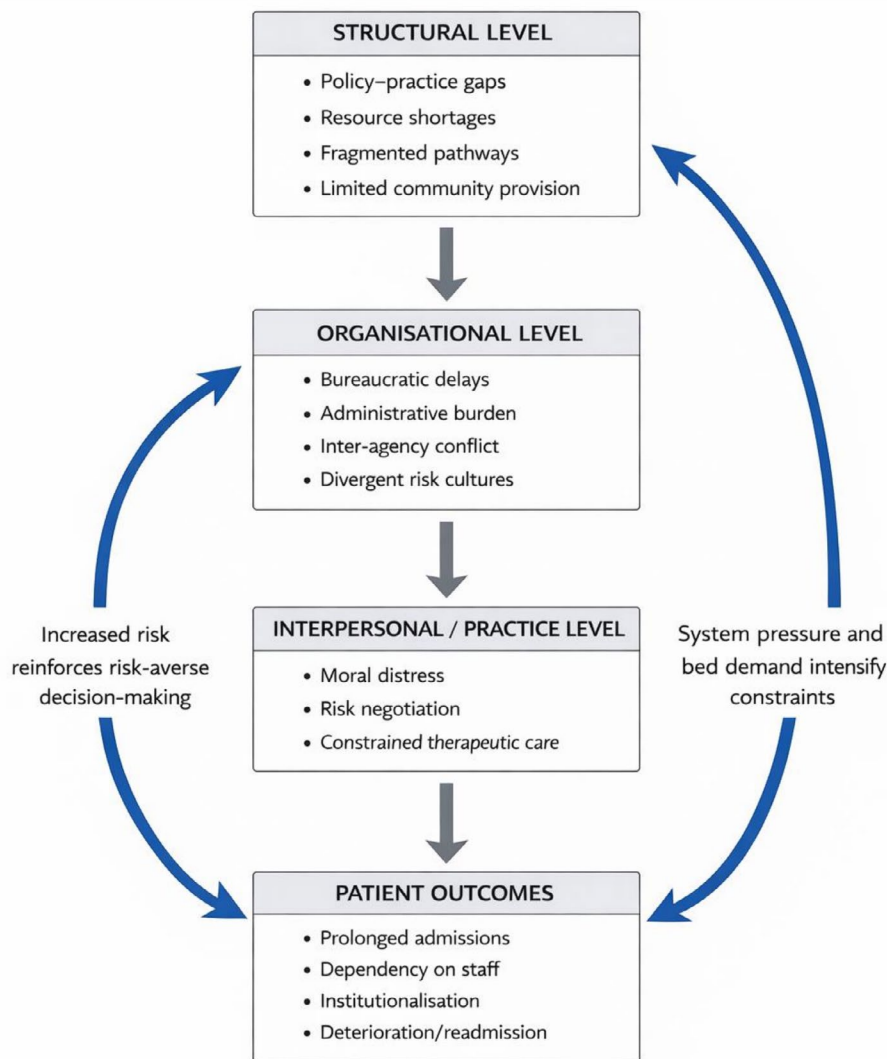 STRUCTURAL LEVEL
• Policy–practice gaps
• Resource shortages
• Fragmented pathways
• Limited community provision
ORGANISATIONAL LEVEL
• Bureaucratic delays
• Administrative burden
• Inter-agency conflict
• Divergent risk cultures
Increased risk
reinforces risk-averse
decision-making
INTERPERSONAL / PRACTICE LEVEL
• Moral distress
• Risk negotiation
• Constrained therapeutic care
System pressure and
bed demand intensify
constraints
PATIENT OUTCOMES
• Prolonged admissions
• Dependency on staff
• Institutionalisation
• Deterioration/readmission